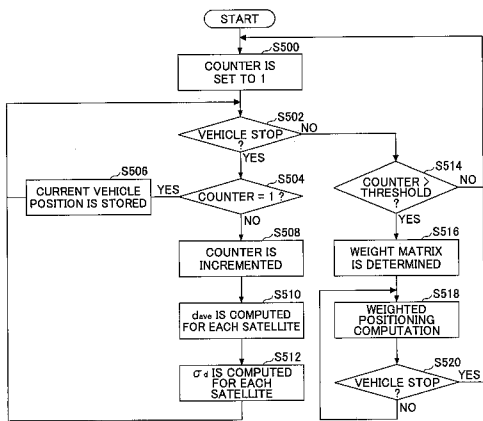 START
S500
COUNTER IS
SET TO 1
S502
VEHICLE STOP
?
NO
YES
S506
CURRENT VEHICLE
POSITION IS STORED
YES
S504
COUNTER = 1 ?
NO
S508
COUNTER IS
INCREMENTED
S510
dave IS COMPUTED
FOR EACH SATELLITE
S512
σd IS COMPUTED
FOR EACH
SATELLITE
S514
COUNTER >
THRESHOLD
?
NO
YES
S516
WEIGHT MATRIX
IS DETERMINED
S518
WEIGHTED
POSITIONING
COMPUTATION
S520
VEHICLE STOP
?
YES
NO